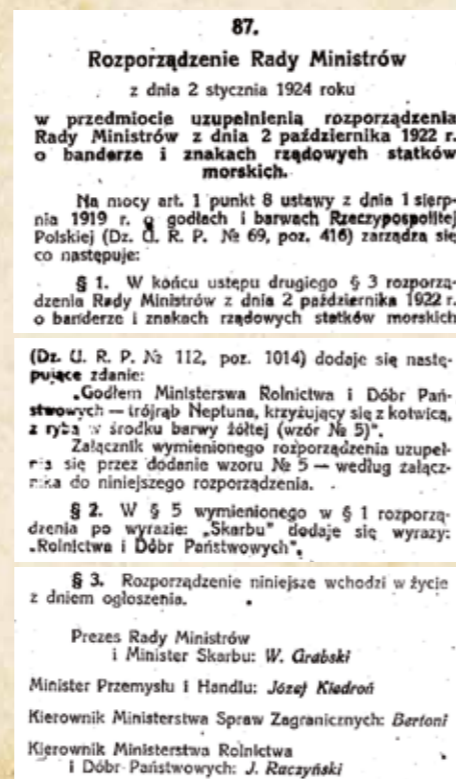 87.
Rozporządzenie Rady Ministrów
z dnia 2 stycznia 1924 roku
w przedmiocie uzupełnienia rozporządzenia
Rady Ministrów z dnia 2 października 1922 r.
o banderze i znakach rządowych statków
morskich.
Na mocy art. 1 punkt 8 ustawy z dnia 1 sierp-
nia 1919 r. o godłach i barwach Rzeczypospolitej
Polskiej (Dz. U. R. P. № 69, poz. 416) zarządza się
co następuje:
§ 1. W końcu ustępu drugiego § 3 rozporzą-
dzenia Rady Ministrów z dnia 2 października 1922 r.
o banderze i znakach rządowych statków morskich
(Dz. U. R. P. № 112, poz. 1014) dodaje się nastę-
pujące zdanie:
„Godłem Ministerswa Rolnictwa i Dóbr Pań-
stwowych — trójrąb Neptuna, krzyżujący się z kotwicą,
z rybą w środku barwy żółtej (wzór № 5)".
Załącznik wymienionego rozporządzenia uzupeł-
nia się przez dodanie wzoru № 5 — według załącz-
nika do niniejszego rozporządzenia.
§ 2. W § 5 wymienionego w § 1 rozporzą-
dzenia po wyrazie: „Skarbu" dodaje się wyrazy:
„Rolnictwa i Dóbr Państwowych".
§ 3. Rozporządzenie niniejsze wchodzi w życie
z dniem ogłoszenia.
Prezes Rady Ministrów
i Minister Skarbu: W. Grabski
Minister Przemysłu i Handlu: Józef Kiedroń
Kierownik Ministerstwa Spraw Zagranicznych: Bertoni
Kierownik Ministerstwa Rolnictwa
i Dóbr Państwowych: J. Raczyński